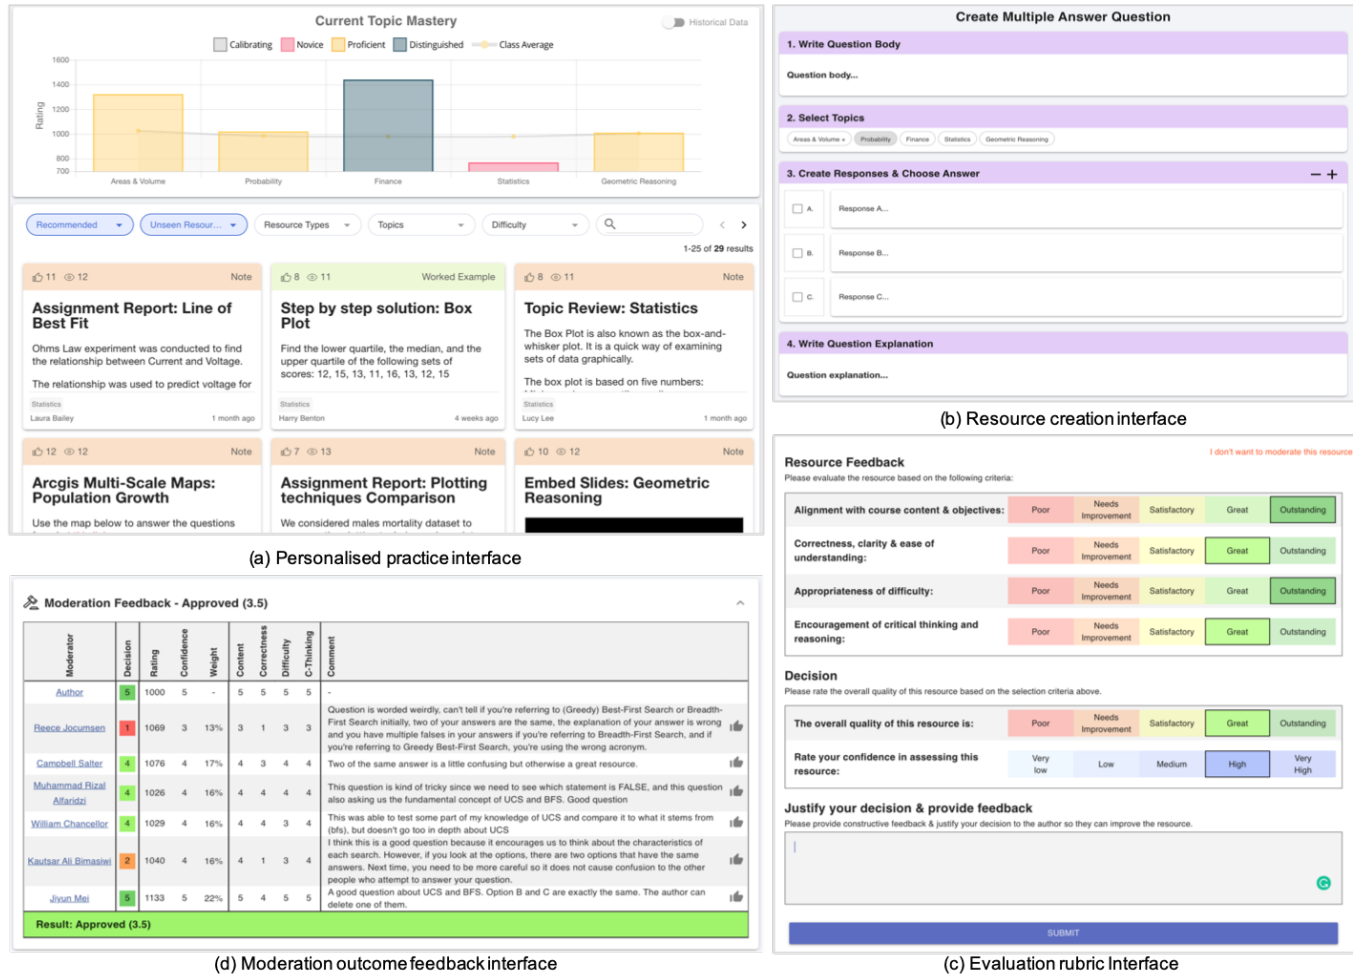 Current Topic Mastery
Historical Data
Calibrating Novice Proficient Distinguished Class Average
Rating
1600
1400
1200
1000
800
700
Areas & Volume Probability Finance Statistics Geometric Reasoning
Recommended Unseen Resour... Resource Types Topics Difficulty
1-25 of 29 results
11 12 Note
Assignment Report: Line of
Best Fit
Ohms Law experiment was conducted to find
the relationship between Current and Voltage.
The relationship was used to predict voltage for
Statistics
Laura Bailey 1 month ago
8 11 Worked Example
Step by step solution: Box
Plot
Find the lower quartile, the median, and the
upper quartile of the following sets of
scores: 12, 15, 13, 11, 16, 13, 12, 15
Statistics
Harry Benton 4 weeks ago
8 11 Note
Topic Review: Statistics
The Box Plot is also known as the box-and-
whisker plot. It is a quick way of examining
sets of data graphically.
The box plot is based on five numbers:
Statistics
Lucy Lee 1 month ago
12 12 Note
Arcgis Multi-Scale Maps:
Population Growth
Use the map below to answer the questions
7 13 Note
Assignment Report: Plotting
techniques Comparison
We considered males mortality dataset to
10 12 Note
Embed Slides: Geometric
Reasoning
(a) Personalised practice interface
Create Multiple Answer Question
1. Write Question Body
Question body...
2. Select Topics
Areas & Volume + Probability Finance Statistics Geometric Reasoning
3. Create Responses & Choose Answer
A. Response A...
B. Response B...
C. Response C...
4. Write Question Explanation
Question explanation...
(b) Resource creation interface
I don't want to moderate this resource
Resource Feedback
Please evaluate the resource based on the following criteria:
Alignment with course content & objectives: Poor Needs Improvement Satisfactory Great Outstanding
Correctness, clarity & ease of understanding: Poor Needs Improvement Satisfactory Great Outstanding
Appropriateness of difficulty: Poor Needs Improvement Satisfactory Great Outstanding
Encouragement of critical thinking and reasoning: Poor Needs Improvement Satisfactory Great Outstanding
Decision
Please rate the overall quality of this resource based on the selection criteria above.
The overall quality of this resource is: Poor Needs Improvement Satisfactory Great Outstanding
Rate your confidence in assessing this resource: Very low Low Medium High Very High
Justify your decision & provide feedback
Please provide constructive feedback & justify your decision to the author so they can improve the resource.
SUBMIT
(c) Evaluation rubric Interface
Moderation Feedback - Approved (3.5)
Moderator Decision Rating Confidence Weight Content Correctness Difficulty C-Thinking Comment
Author 5 1000 5 - 5 5 5 5 -
Reece Jocumsen 1 1069 3 13% 3 1 3 3 Question is worded weirdly, can't tell if you're referring to (Greedy) Best-First Search or Breadth-
First Search initially, two of your answers are the same, the explanation of your answer is wrong
and you have multiple falses in your answers if you're referring to Breadth-First Search, and if
you're referring to Greedy Best-First Search, you're using the wrong acronym.
Campbell Salter 4 1076 4 17% 4 3 4 4 Two of the same answer is a little confusing but otherwise a great resource.
Muhammad Rizal Alfaridzi 4 1026 4 16% 4 4 4 4 This question is kind of tricky since we need to see which statement is FALSE, and this question
also asking us the fundamental concept of UCS and BFS. Good question
William Chancellor 4 1029 4 16% 4 4 3 4 This was able to test some part of my knowledge of UCS and compare it to what it stems from
(bfs), but doesn't go too in depth about UCS
Kautsar Ali Bimasiwi 2 1040 4 16% 4 1 3 4 I think this is a good question because it encourages us to think about the characteristics of
each search. However, if you look at the options, there are two options that have the same
answers. Next time, you need to be more careful so it does not cause confusion to the other
people who attempt to answer your question.
Jiyun Mei 5 1133 5 22% 5 4 5 5 A good question about UCS and BFS. Option B and C are exactly the same. The author can
delete one of them.
Result: Approved (3.5)
(d) Moderation outcome feedback interface